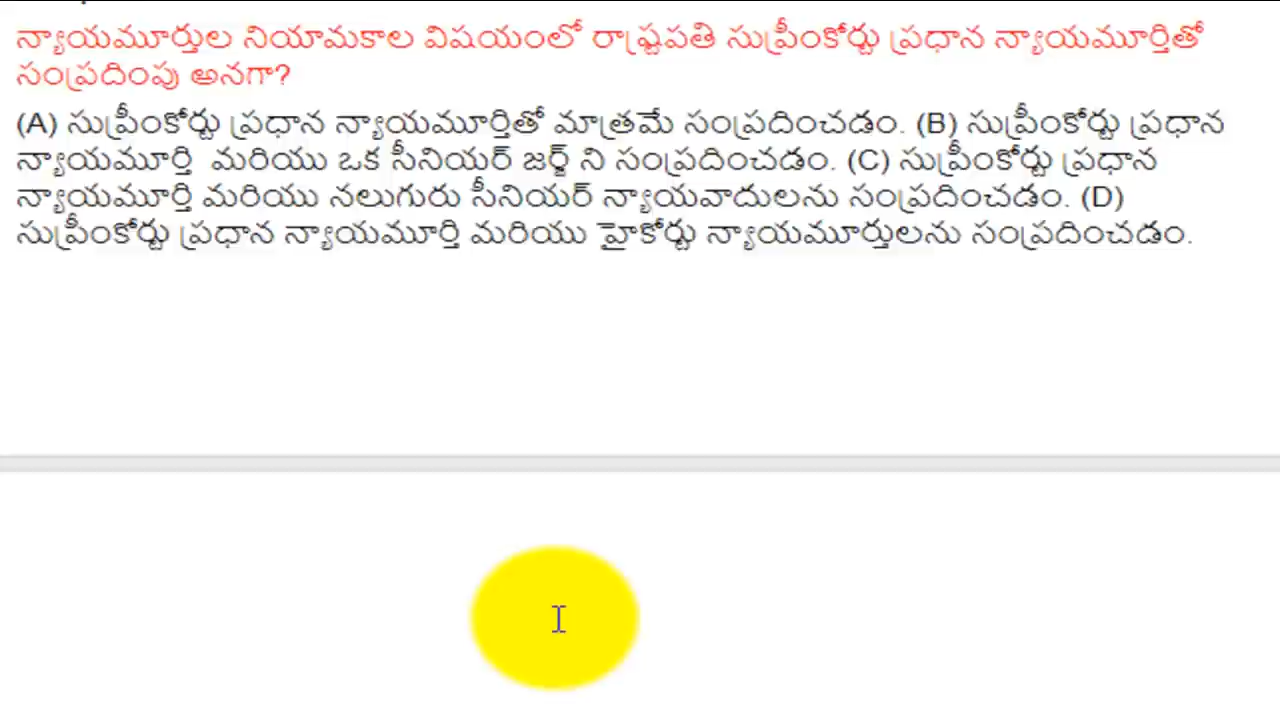 న్యాయమూర్తుల నియామకాల విషయంలో రాష్ట్రపతి సుప్రీంకోర్టు ప్రధాన న్యాయమూర్తితో
సంప్రదింపు అనగా?
(A) సుప్రీంకోర్టు ప్రధాన న్యాయమూర్తితో మాత్రమే సంప్రదించడం. (B) సుప్రీంకోర్టు ప్రధాన
న్యాయమూర్తి మరియు ఒక సీనియర్ జర్జ్ ని సంప్రదించడం. (C) సుప్రీంకోర్టు ప్రధాన
న్యాయమూర్తి మరియు నలుగురు సీనియర్ న్యాయవాదులను సంప్రదించడం. (D)
సుప్రీంకోర్టు ప్రధాన న్యాయమూర్తి మరియు హైకోర్టు న్యాయమూర్తులను సంప్రదించడం.